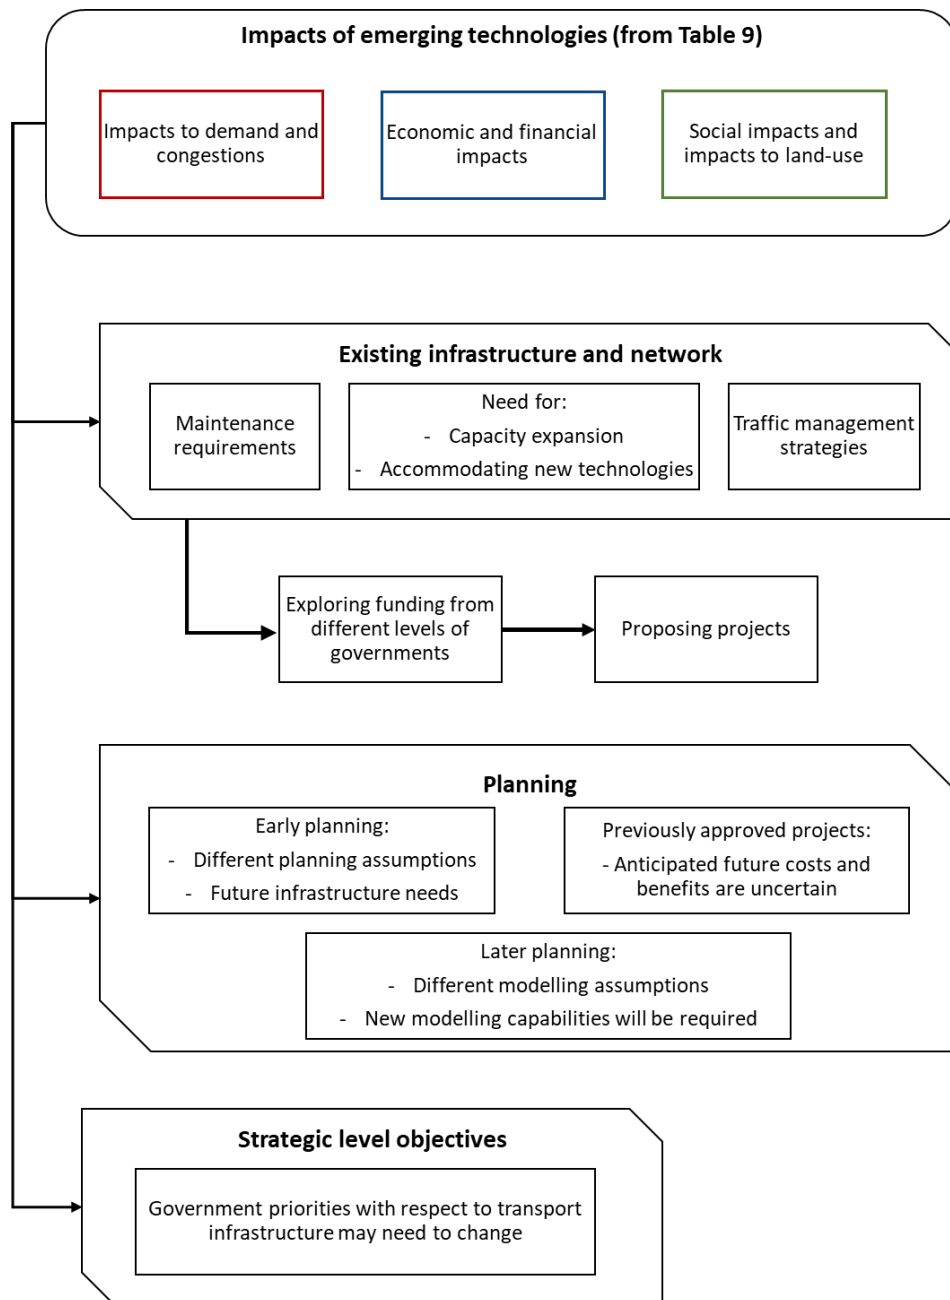 Impacts of emerging technologies (from Table 9)
Impacts to demand and
congestions
Economic and financial
impacts
Social impacts and
impacts to land-use
Existing infrastructure and network
Maintenance
requirements
Need for:
- Capacity expansion
- Accommodating new technologies
Traffic management
strategies
Exploring funding from
different levels of
governments
Proposing projects
Planning
Early planning:
- Different planning assumptions
- Future infrastructure needs
Previously approved projects:
- Anticipated future costs and
benefits are uncertain
Later planning:
- Different modelling assumptions
- New modelling capabilities will be required
Strategic level objectives
Government priorities with respect to transport
infrastructure may need to change